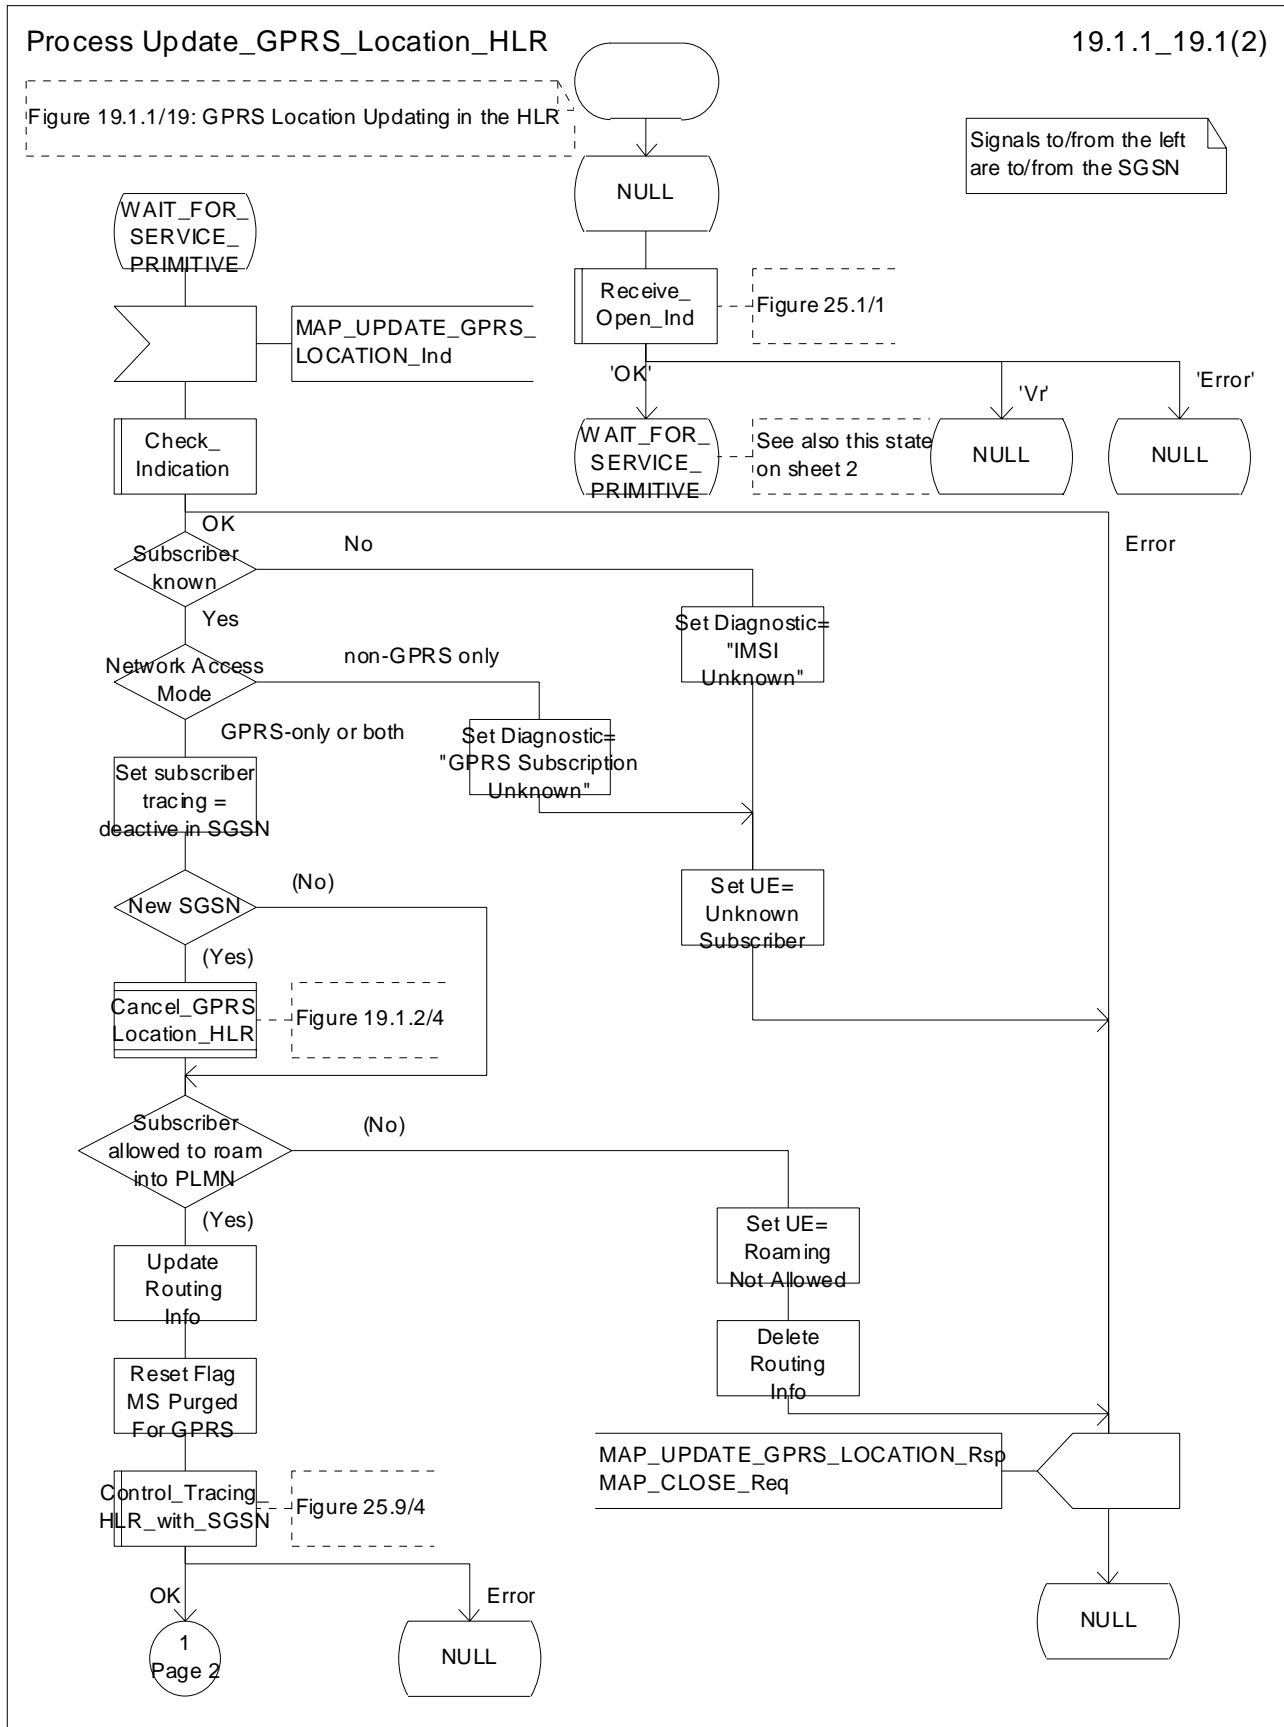 Process Update_GPRS_Location_HLR
19.1.1_19.1(2)
Figure 19.1.1/19: GPRS Location Updating in the HLR
Signals to/from the left
are to/from the SGSN
NULL
WAIT_FOR_
SERVICE_
PRIMITIVE
Receive_
Open_Ind
Figure 25.1/1
MAP_UPDATE_GPRS_
LOCATION_Ind
'OK'
'Vr'
'Error'
Check_
Indication
WAIT_FOR_
SERVICE_
PRIMITIVE
See also this state
on sheet 2
NULL
NULL
OK
Error
Subscriber
known
No
Yes
Set Diagnostic=
"IMSI
Unknown"
Network Access
Mode
non-GPRS only
GPRS-only or both
Set Diagnostic=
"GPRS Subscription
Unknown"
Set subscriber
tracing =
deactive in SGSN
New SGSN
(No)
(Yes)
Set UE=
Unknown
Subscriber
Cancel_GPRS
Location_HLR
Figure 19.1.2/4
Subscriber
allowed to roam
into PLMN
(No)
(Yes)
Set UE=
Roaming
Not Allowed
Update
Routing
Info
Delete
Routing
Info
Reset Flag
MS Purged
For GPRS
MAP_UPDATE_GPRS_LOCATION_Rsp
MAP_CLOSE_Req
Control_Tracing_
HLR_with_SGSN
Figure 25.9/4
OK
Error
1
Page 2
NULL
NULL